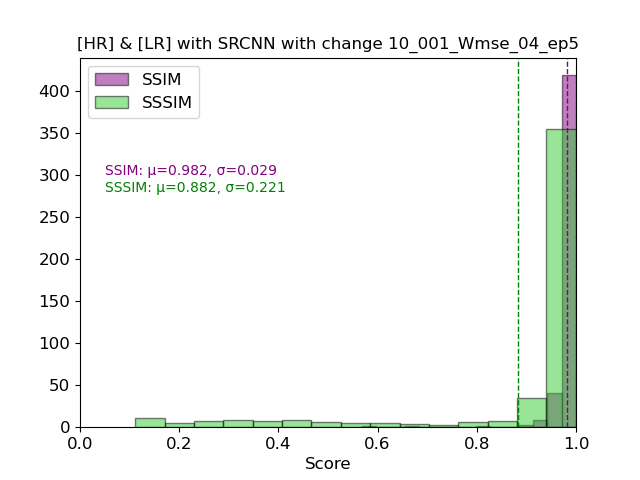 [HR] & [LR] with SRCNN with change 10_001_Wmse_04_ep5
SSIM
SSSIM
SSIM: μ=0.982, σ=0.029
SSSIM: μ=0.882, σ=0.221
400
350
300
250
200
150
100
50
0
0.0 0.2 0.4 0.6 0.8 1.0
Score